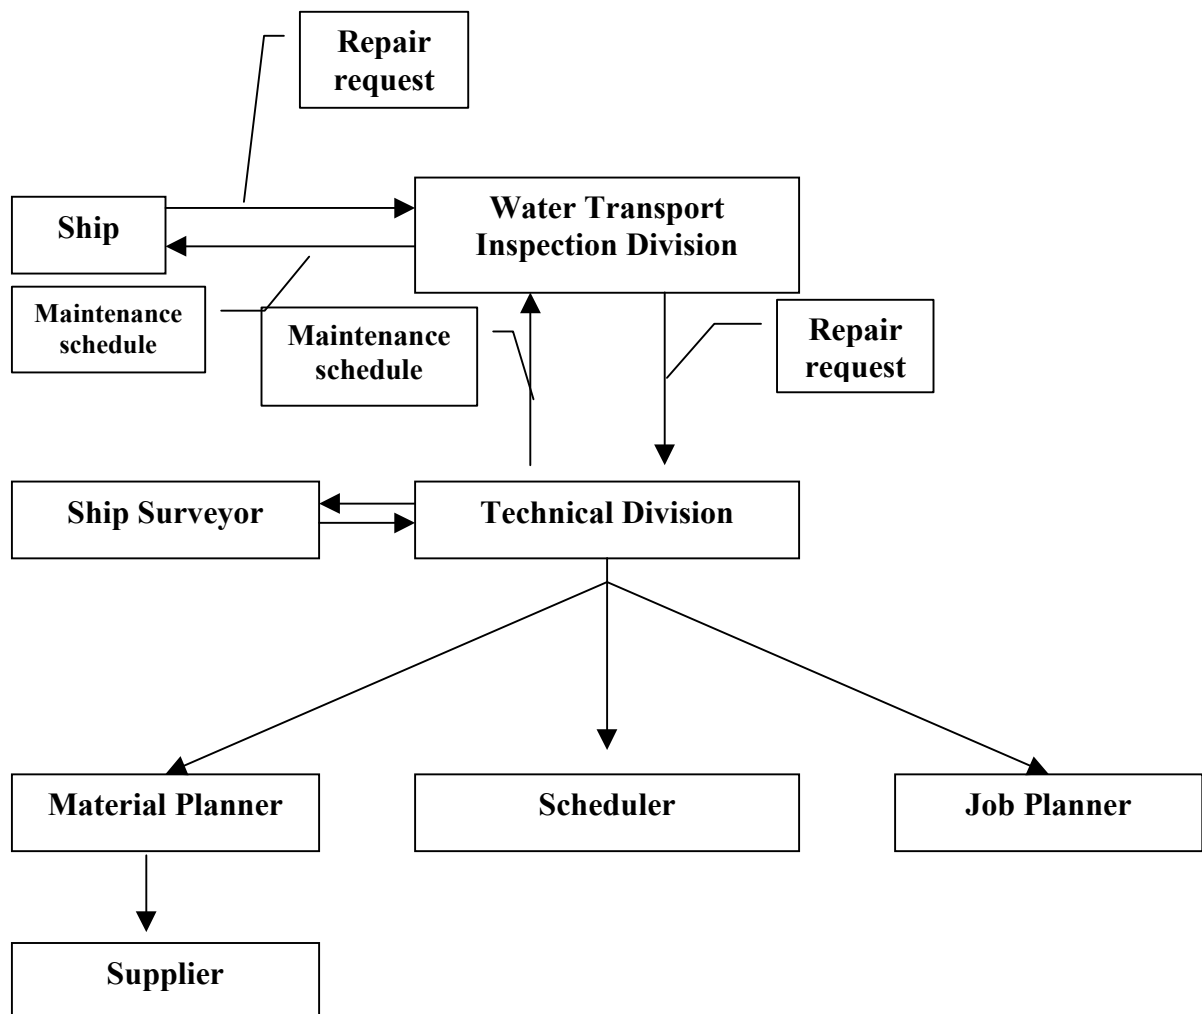 Repair
request
Ship
Water Transport
Inspection Division
Maintenance
schedule
Maintenance
schedule
Repair
request
Ship Surveyor
Technical Division
Material Planner
Scheduler
Job Planner
Supplier